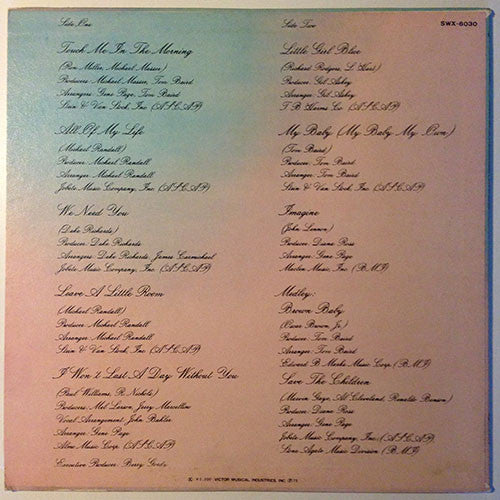 Side One
Touch Me In The Morning
(Ron Miller, Michael Masser)
Producers: Michael Masser, Tom Baird
Arrangers: Gene Page, Tom Baird
Stein & Van Stock, Inc. (A.S.C.A.P.)
All Of My Life
(Michael Randall)
Producer: Michael Randall
Arranger: Michael Randall
Jobete Music Company, Inc. (A.S.C.A.P.)
We Need You
(Deke Richards)
Producer: Deke Richards
Arrangers: Deke Richards, James Carmichael
Jobete Music Company, Inc. (A.S.C.A.P.)
Leave A Little Room
(Michael Randall)
Producer: Michael Randall
Arranger: Michael Randall
Stein & Van Stock, Inc. (A.S.C.A.P.)
I Won't Last A Day Without You
(Paul Williams, R. Nichols)
Producers: Mel Larson, Jerry Marcellino
Vocal Arrangement: John Bahler
Arranger: Gene Page
Almo Music Corp. (A.S.C.A.P.)
Executive Producer: Berry Gordy
Side Two
SWX-6030
Little Girl Blue
(Richard Rodgers, L. Hart)
Producer: Gil Askey
Arranger: Gil Askey
T. B. Harms Co. (A.S.C.A.P.)
My Baby (My Baby My Own)
(Tom Baird)
Producer: Tom Baird
Arranger: Tom Baird
Stein & Van Stock, Inc. (A.S.C.A.P.)
Imagine
(John Lennon)
Producer: Diana Ross
Arranger: Gene Page
Maclen Music, Inc. (B.M.I.)
Medley:
Brown Baby
(Oscar Brown, Jr.)
Producer: Tom Baird
Arranger: Tom Baird
Edward B. Marks Music Corp. (B.M.I.)
Save The Children
(Marvin Gaye, Al Cleveland, Renaldo Benson)
Producer: Diana Ross
Arranger: Gene Page
Jobete Music Company, Inc. (A.S.C.A.P.)
Stone Agate Music Division (B.M.I.)
VICTOR MUSICAL INDUSTRIES, INC.